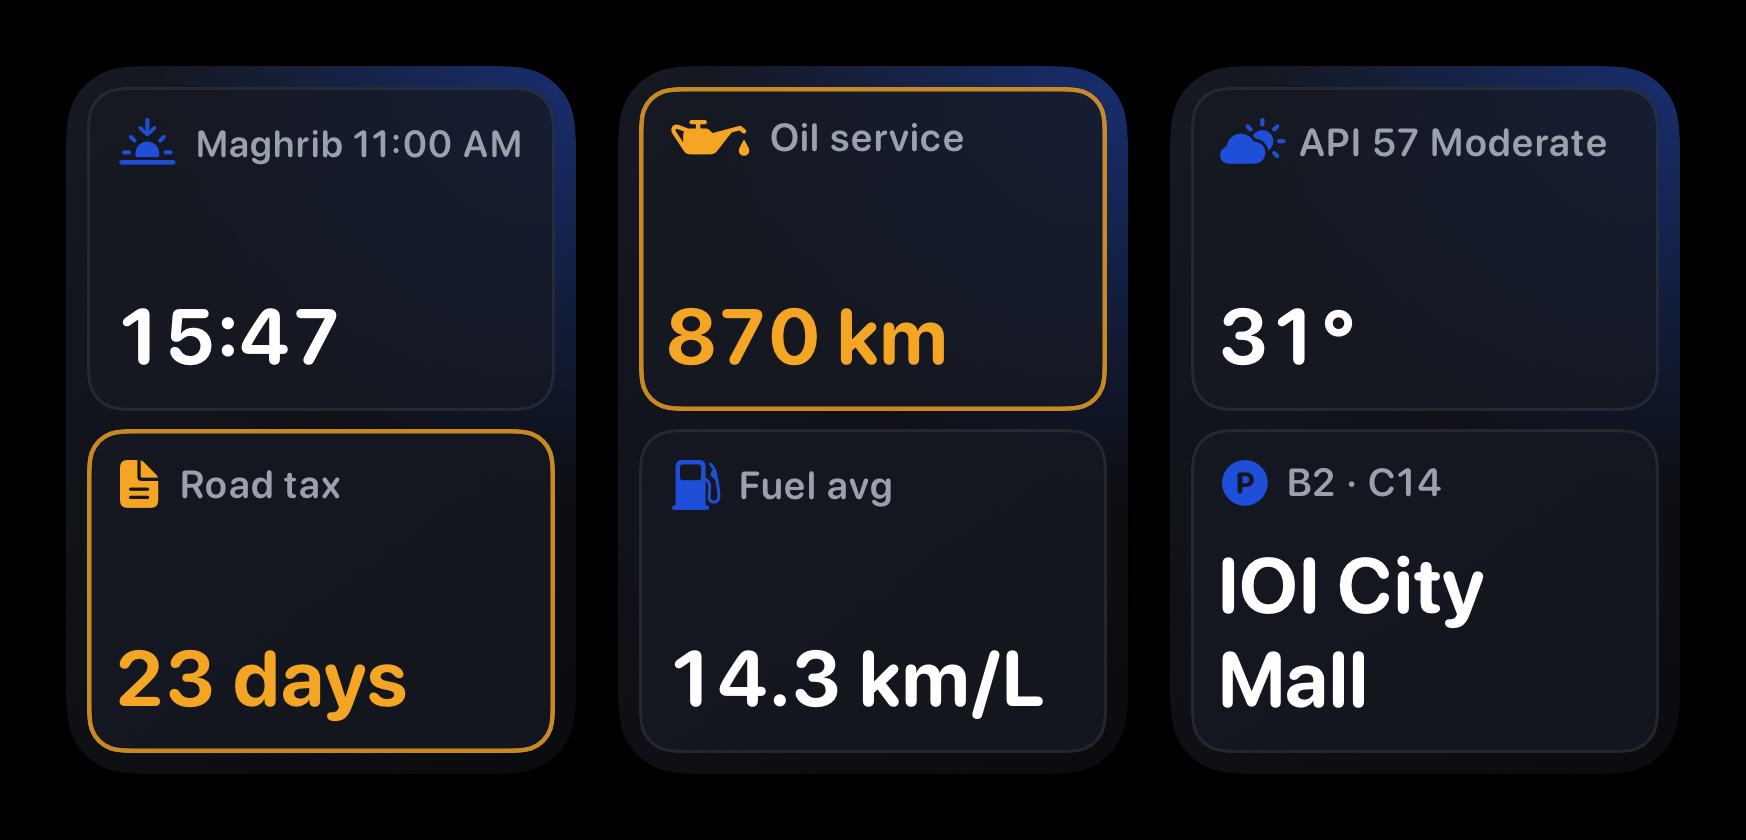 Maghrib 11:00 AM
15:47
Road tax
23 days
Oil service
870 km
Fuel avg
14.3 km/L
API 57 Moderate
31°
P B2 · C14
IOI City
Mall